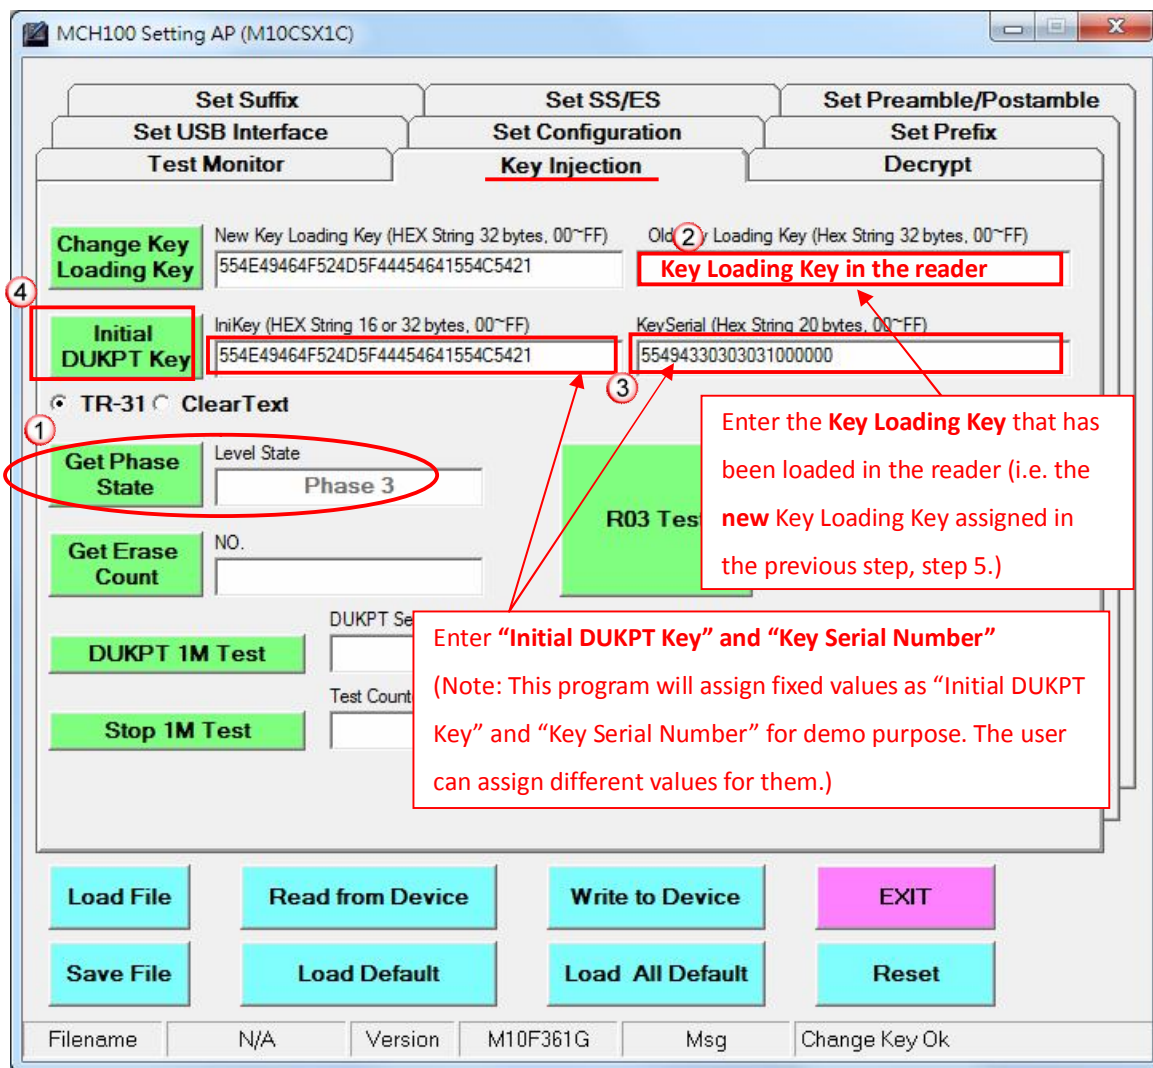 MCH100 Setting AP (M10CSX1C)
Set Suffix
Set SS/ES
Set Preamble/Postamble
Set USB Interface
Set Configuration
Set Prefix
Test Monitor
Key Injection
Decrypt
Change Key
Loading Key
New Key Loading Key (HEX String 32 bytes, 00~FF)
554E49464F524D5F44454641554C5421
Old 2 y Loading Key (Hex String 32 bytes, 00~FF)
Key Loading Key in the reader
4
Initial
DUKPT Key
IniKey (HEX String 16 or 32 bytes, 00~FF)
554E49464F524D5F44454641554C5421
KeySerial (Hex String 20 bytes, 00~FF)
55494330303031000000
3
TR-31 ClearText
1
Get Phase
State
Level State
Phase 3
Enter the Key Loading Key that has
been loaded in the reader (i.e. the
new Key Loading Key assigned in
the previous step, step 5.)
R03 Test
Get Erase
Count
NO.
DUKPT 1M Test
DUKPT Se
Stop 1M Test
Test Count
Enter “Initial DUKPT Key” and “Key Serial Number”
(Note: This program will assign fixed values as “Initial DUKPT
Key” and “Key Serial Number” for demo purpose. The user
can assign different values for them.)
Load File
Read from Device
Write to Device
EXIT
Save File
Load Default
Load All Default
Reset
Filename N/A Version M10F361G Msg Change Key Ok